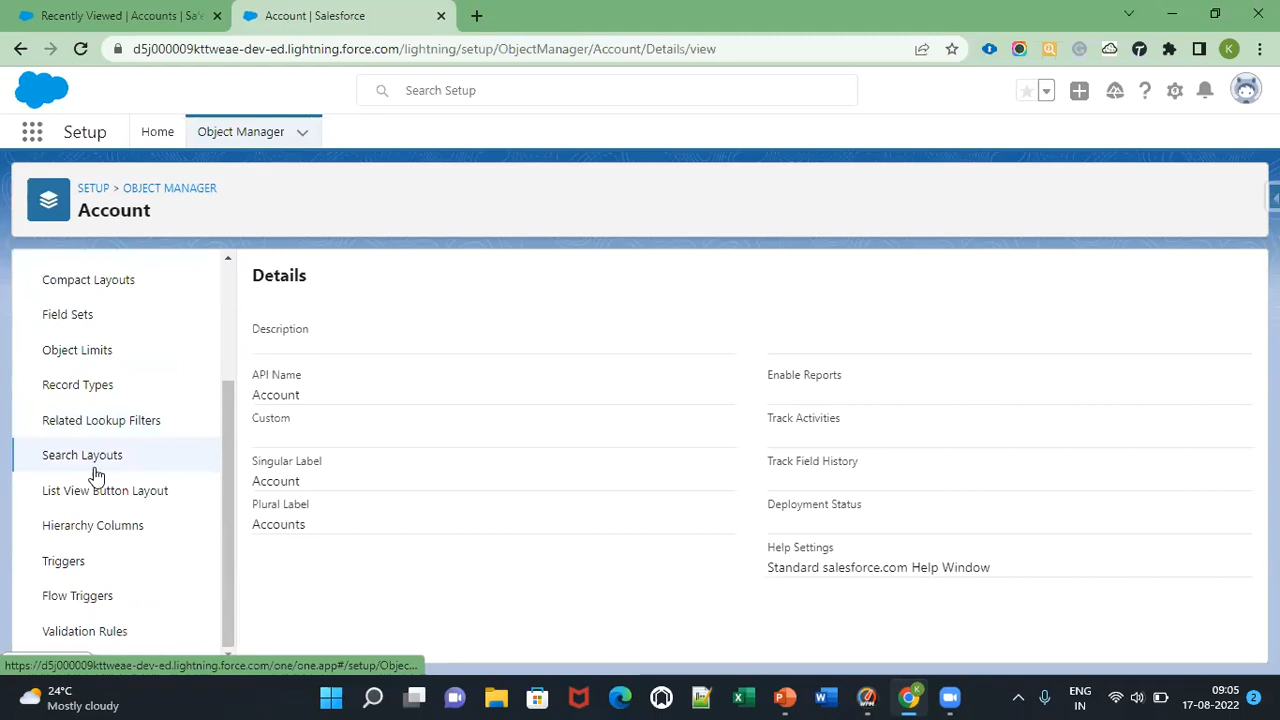 Recently Viewed | Accounts | Sa
Account | Salesforce
d5j000009kttweae-dev-ed.lightning.force.com/lightning/setup/ObjectManager/Account/Details/view
K
Search Setup
Setup
Home
Object Manager
SETUP > OBJECT MANAGER
Account
Compact Layouts
Field Sets
Object Limits
Record Types
Related Lookup Filters
Search Layouts
List View Button Layout
Hierarchy Columns
Triggers
Flow Triggers
Validation Rules
Details
Description
API Name
Account
Custom
Singular Label
Account
Plural Label
Accounts
Enable Reports
Track Activities
Track Field History
Deployment Status
Help Settings
Standard salesforce.com Help Window
https://d5j000009kttweae-dev-ed.lightning.force.com/one/one.app#/setup/Objec...
24°C
Mostly cloudy
ENG
IN
09:05
17-08-2022
2